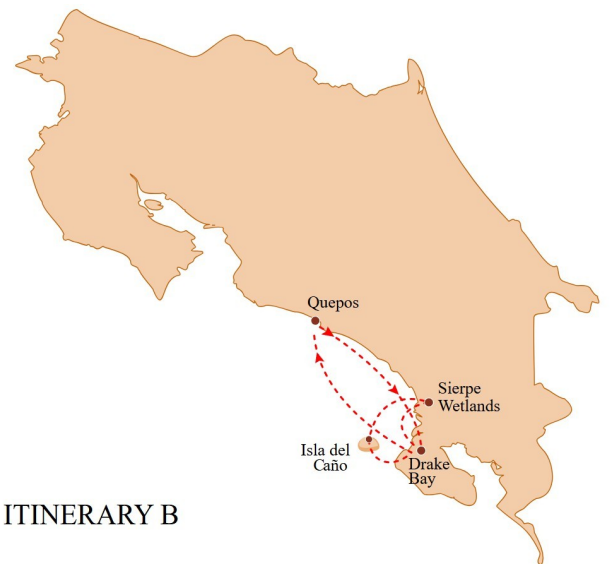 Quepos
Sierpe
Wetlands
Isla del
Caño
Drake
Bay
ITINERARY B